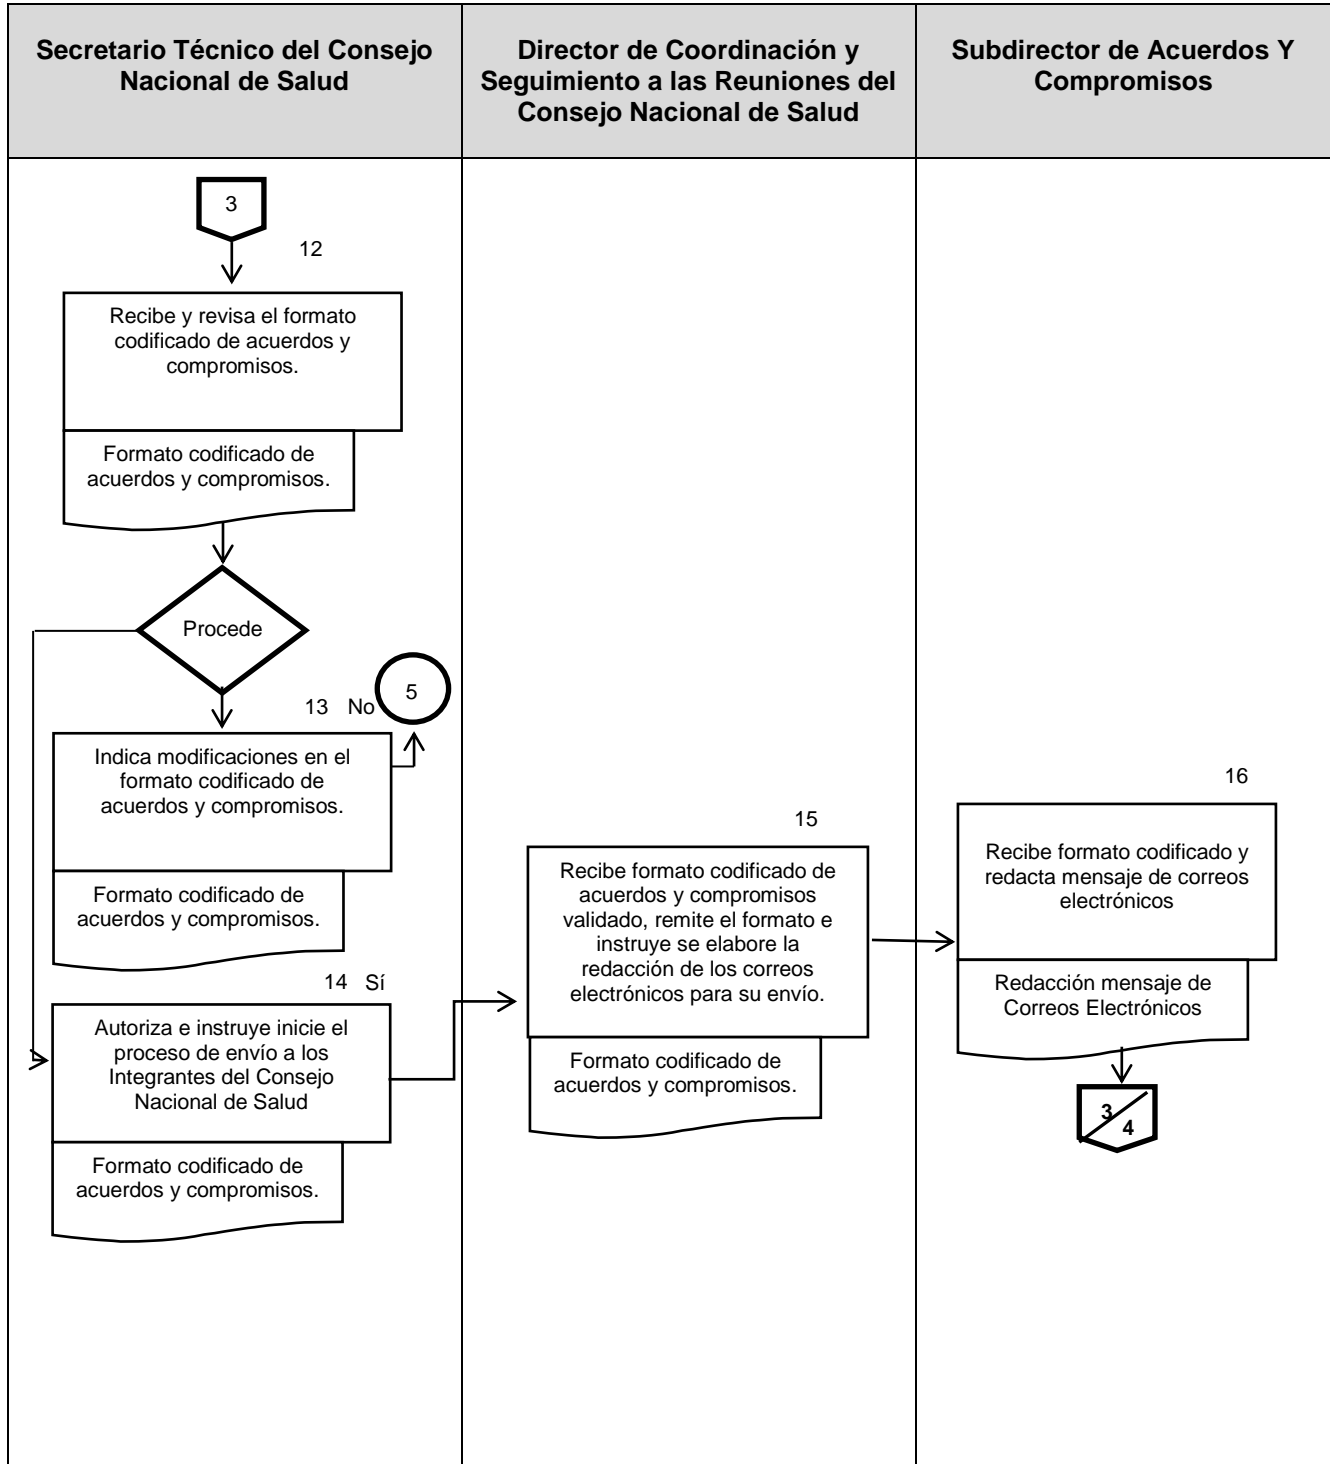 Secretario Técnico del Consejo
Nacional de Salud
Director de Coordinación y
Seguimiento a las Reuniones del
Consejo Nacional de Salud
Subdirector de Acuerdos Y
Compromisos
3
12
Recibe y revisa el formato
codificado de acuerdos y
compromisos.
Formato codificado de
acuerdos y compromisos.
Procede
13 No
5
Indica modificaciones en el
formato codificado de
acuerdos y compromisos.
Formato codificado de
acuerdos y compromisos.
14 Sí
Autoriza e instruye inicie el
proceso de envío a los
Integrantes del Consejo
Nacional de Salud
Formato codificado de
acuerdos y compromisos.
15
Recibe formato codificado de
acuerdos y compromisos
validado, remite el formato e
instruye se elabore la
redacción de los correos
electrónicos para su envío.
Formato codificado de
acuerdos y compromisos.
16
Recibe formato codificado y
redacta mensaje de correos
electrónicos
Redacción mensaje de
Correos Electrónicos
3
4